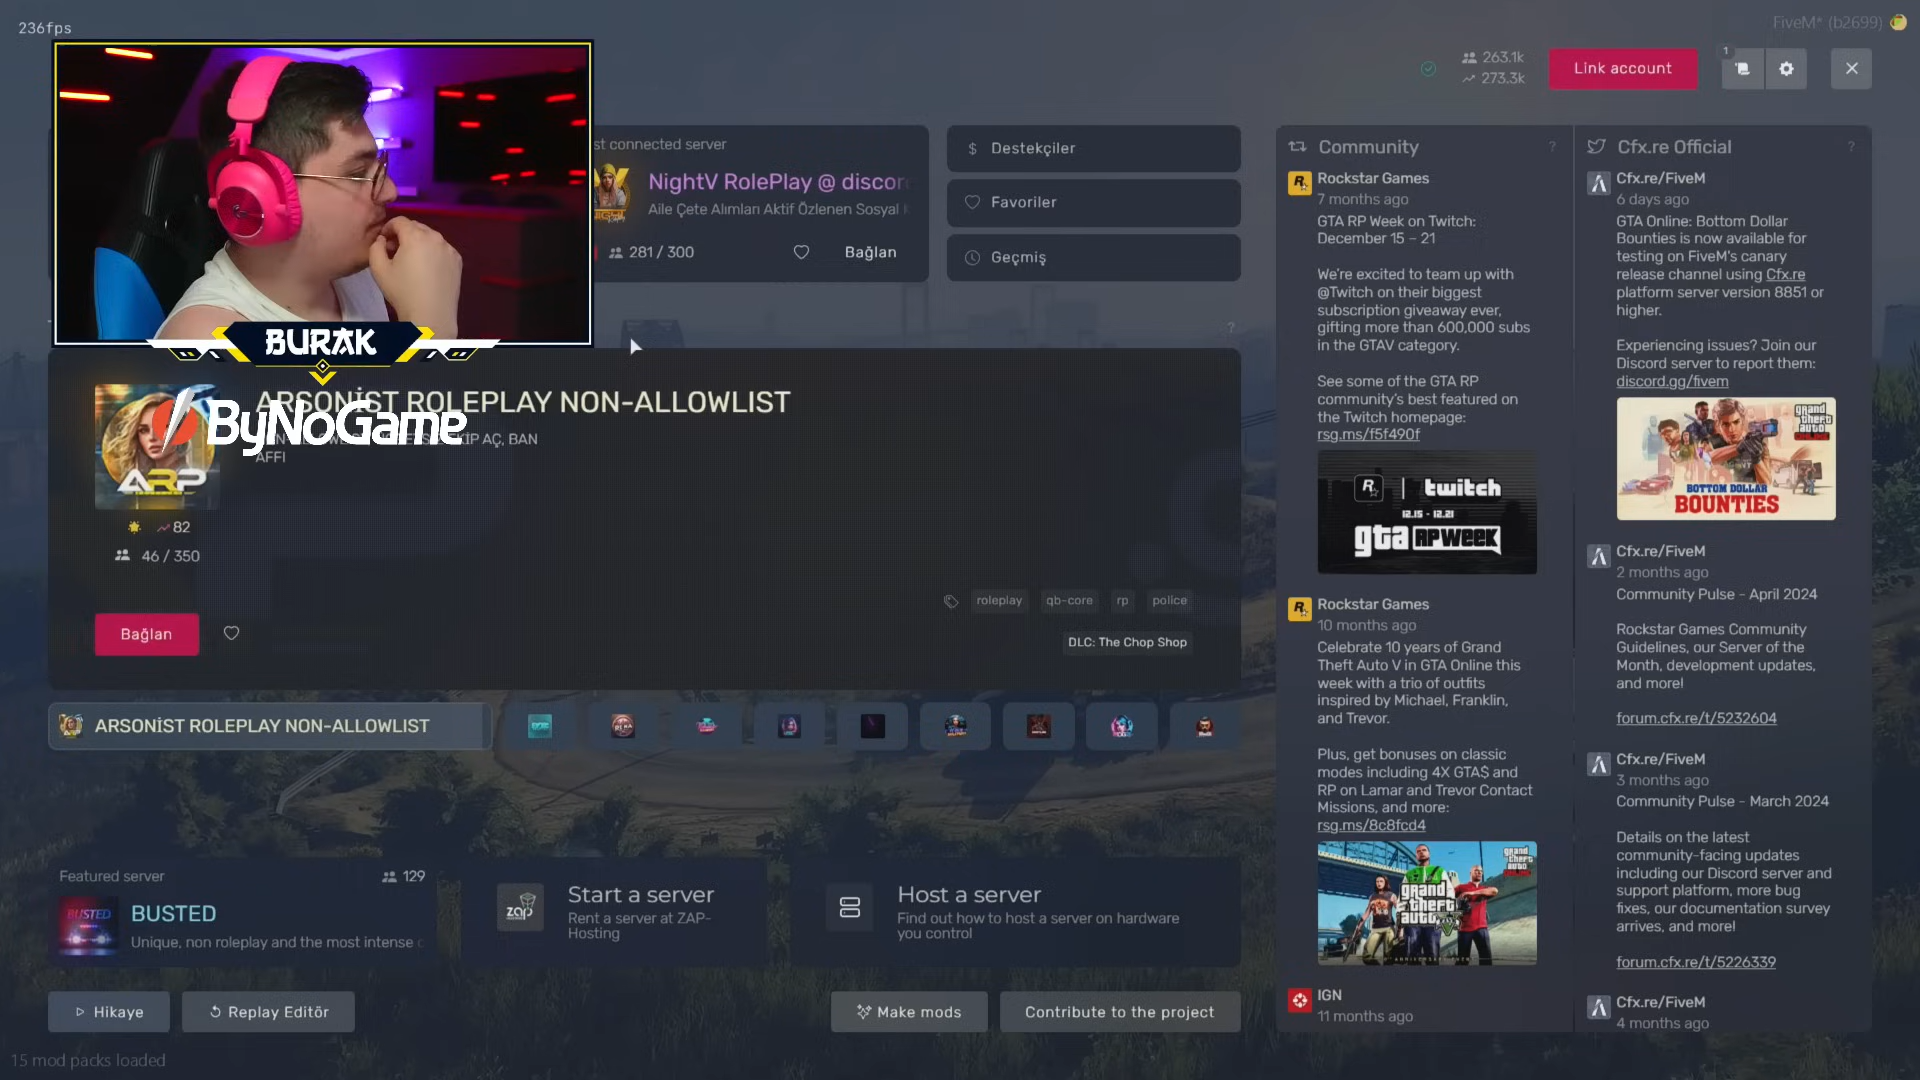 236fps
FiveM* (b2699)
263.1k
273.3k
Link account
1
st connected server
NightV RolePlay @ discor
Aile Çete Alımları Aktif Özlenen Sosyal
281 / 300
Bağlan
$ Destekçiler
Favoriler
Geçmiş
?
BURAK
ByNoGame
ARSONİST ROLEPLAY NON-ALLOWLIST
EKİP AÇ, BAN
AFFI
ARP
82
46 / 350
Bağlan
roleplay
qb-core
rp
police
DLC: The Chop Shop
ARSONİST ROLEPLAY NON-ALLOWLIST
Featured server
129
BUSTED
BUSTED
Unique, non roleplay and the most intense
zap
Start a server
Rent a server at ZAP-
Hosting
Host a server
Find out how to host a server on hardware
you control
Hikaye
Replay Editör
Make mods
Contribute to the project
15 mod packs loaded
Community
?
Rockstar Games
7 months ago
GTA RP Week on Twitch:
December 15 – 21
We're excited to team up with
@Twitch on their biggest
subscription giveaway ever,
gifting more than 600,000 subs
in the GTAV category.
See some of the GTA RP
community's best featured on
the Twitch homepage:
rsg.ms/f5f490f
R | twitch
12.15 - 12.21
gta RP WEEK
Rockstar Games
10 months ago
Celebrate 10 years of Grand
Theft Auto V in GTA Online this
week with a trio of outfits
inspired by Michael, Franklin,
and Trevor.
Plus, get bonuses on classic
modes including 4X GTA$ and
RP on Lamar and Trevor Contact
Missions, and more:
rsg.ms/8c8fcd4
grand
theft
auto
V
IGN
11 months ago
Cfx.re Official
?
Cfx.re/FiveM
6 days ago
GTA Online: Bottom Dollar
Bounties is now available for
testing on FiveM's canary
release channel using Cfx.re
platform server version 8851 or
higher.
Experiencing issues? Join our
Discord server to report them:
discord.gg/fivem
grand
theft
auto
ONLINE
BOTTOM DOLLAR
BOUNTIES
Cfx.re/FiveM
2 months ago
Community Pulse - April 2024
Rockstar Games Community
Guidelines, our Server of the
Month, development updates,
and more!
forum.cfx.re/t/5232604
Cfx.re/FiveM
3 months ago
Community Pulse - March 2024
Details on the latest
community-facing updates
including our Discord server and
support platform, more bug
fixes, our documentation survey
arrives, and more!
forum.cfx.re/t/5226339
Cfx.re/FiveM
4 months ago